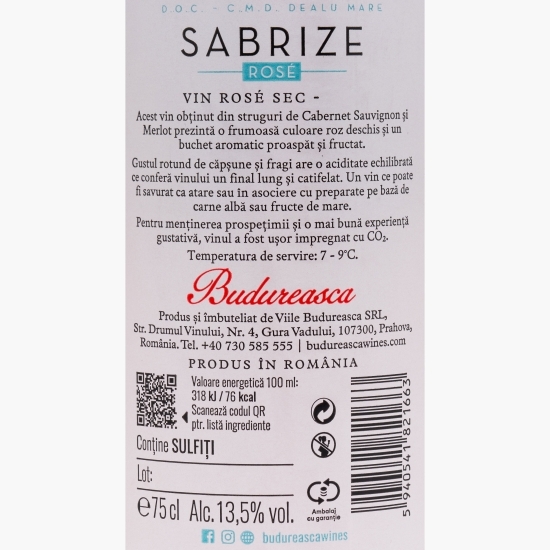 D.O.C. - C.M.D. DEALU MARE
SABRIZE
ROSÉ
VIN ROSÉ SEC -
Acest vin obținut din struguri de Cabernet Sauvignon și
Merlot prezintă o frumoasă culoare roz deschis și un
buchet aromatic proaspăt și fructat.
Gustul rotund de căpșune și fragi are o aciditate echilibrată
ce conferă vinului un final lung și catifelat. Un vin ce poate
fi savurat ca atare sau în asociere cu preparate pe bază de
carne albă sau fructe de mare.
Pentru menținerea prospețimii și o mai bună experiență
gustativă, vinul a fost ușor impregnat cu CO₂.
Temperatura de servire: 7 - 9°C.
Budureasca
Produs și îmbuteliat de Viile Budureasca SRL,
Str. Drumul Vinului, Nr. 4, Gura Vadului, 107300, Prahova,
România. Tel. +40 730 585 555 | budureascawines.com
PRODUS ÎN ROMÂNIA
Valoare energetică 100 ml:
318 kJ / 76 kcal
Scanează codul QR
ptr. listă ingrediente
Conține SULFIȚI
Lot:
Ambalaj
cu garanție
℮75cl Alc.13,5% vol.
budureascawines
5940541821663